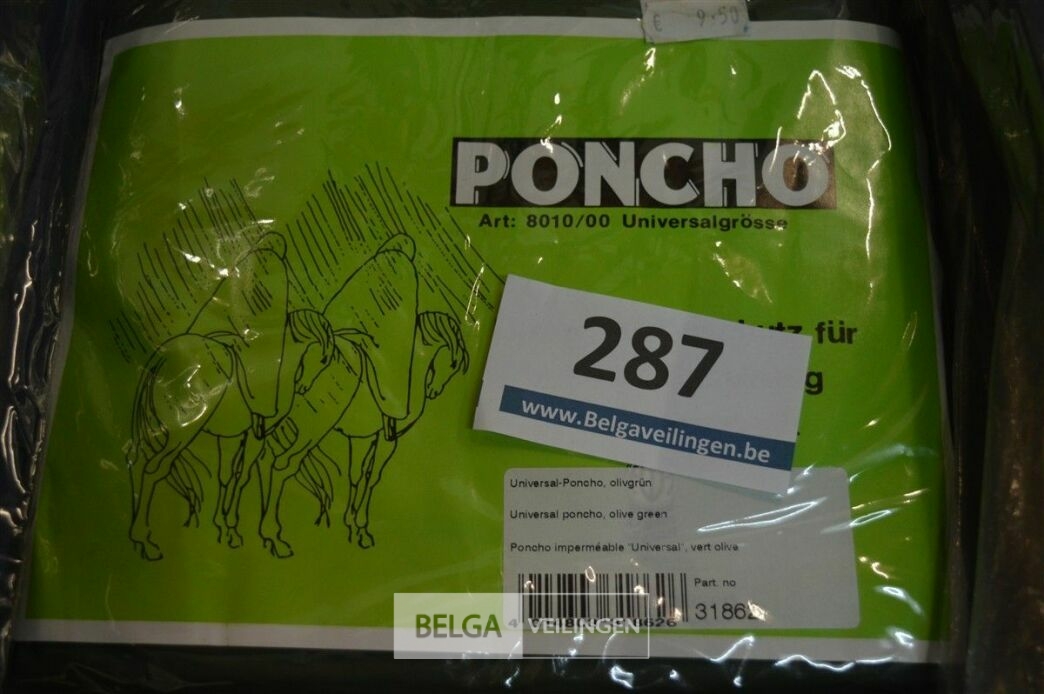 € 9.50
PONCHO
Art: 8010/00 Universalgrösse
für
287
www.Belgaveilingen.be
Universal-Poncho, olivgrün
Universal poncho, olive green
Poncho imperméable "Universal", vert olive
Part. no
BELGA VEILINGEN